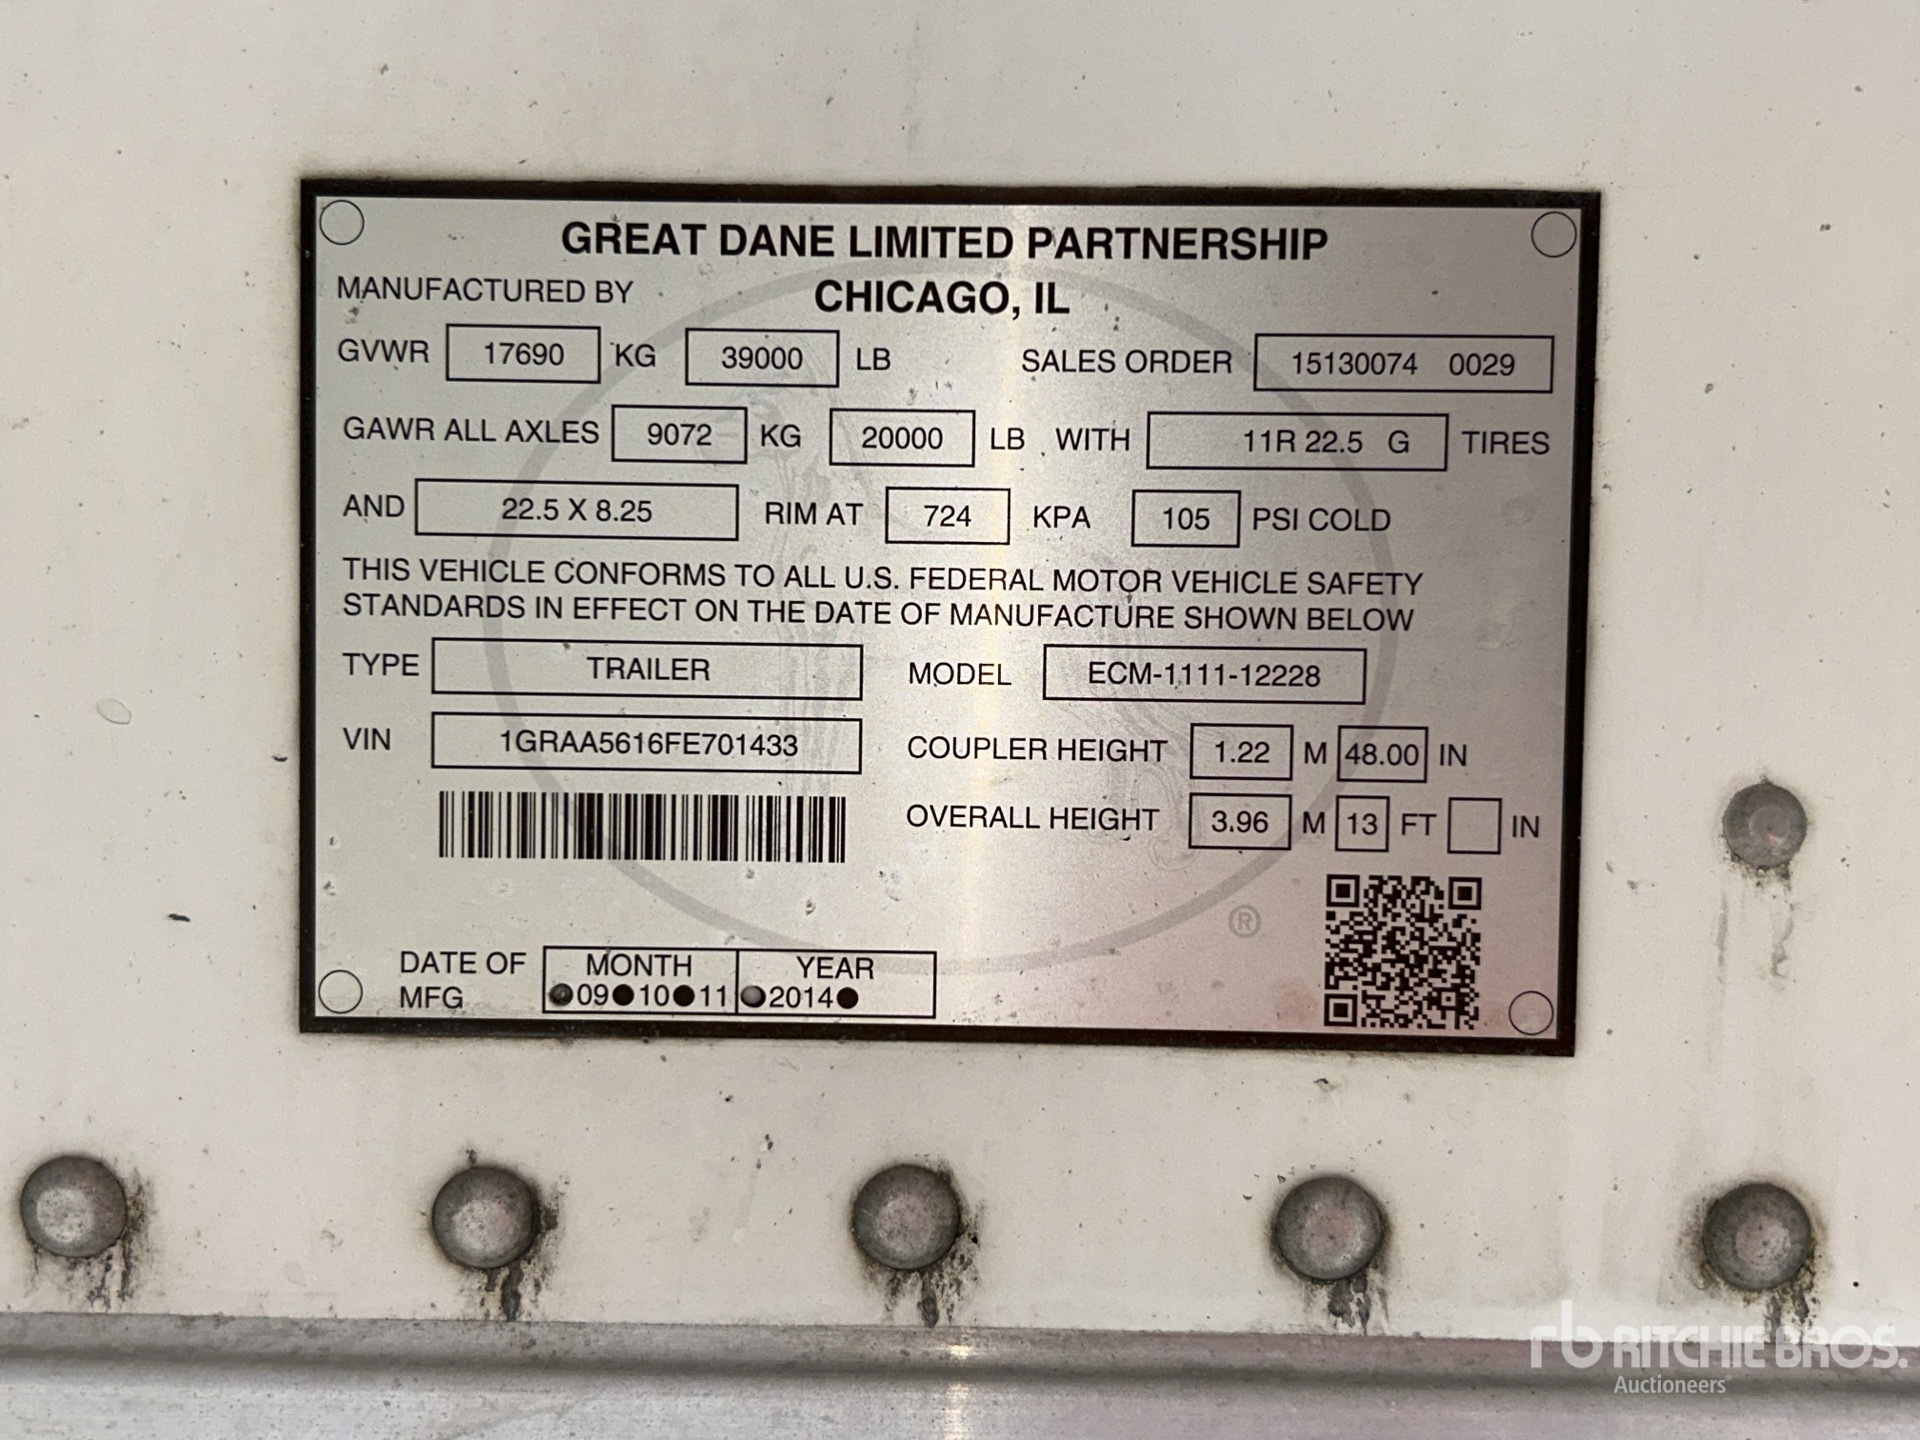 GREAT DANE LIMITED PARTNERSHIP
MANUFACTURED BY CHICAGO, IL
GVWR 17690 KG 39000 LB SALES ORDER 15130074 0029
GAWR ALL AXLES 9072 KG 20000 LB WITH 11R 22.5 G TIRES
AND 22.5 X 8.25 RIM AT 724 KPA 105 PSI COLD
THIS VEHICLE CONFORMS TO ALL U.S. FEDERAL MOTOR VEHICLE SAFETY
STANDARDS IN EFFECT ON THE DATE OF MANUFACTURE SHOWN BELOW
TYPE TRAILER MODEL ECM-1111-12228
VIN 1GRAA5616FE701433 COUPLER HEIGHT 1.22 M 48.00 IN
OVERALL HEIGHT 3.96 M 13 FT IN
®
DATE OF MONTH YEAR
MFG ●09●10●11 ●2014●
rb RITCHIE BROS.
Auctioneers